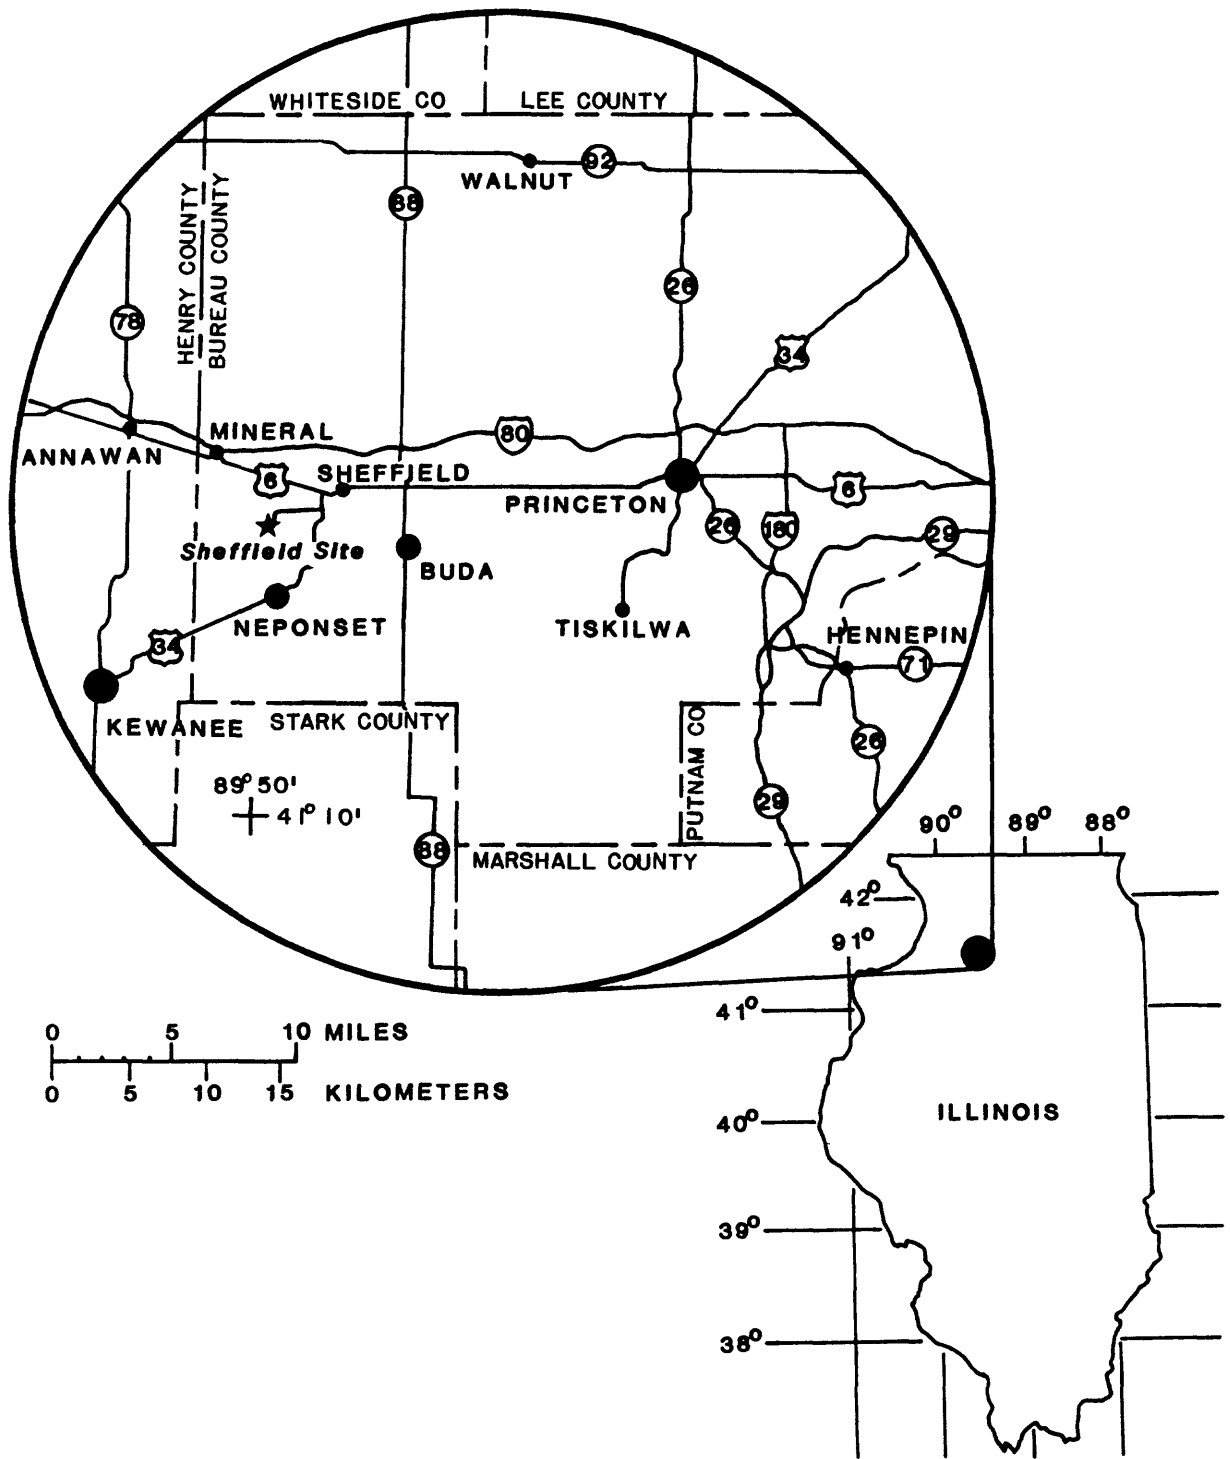 WHITESIDE CO
LEE COUNTY
92
WALNUT
88
HENRY COUNTY
BUREAU COUNTY
26
78
34
MINERAL
80
ANNAWAN
6
SHEFFIELD
PRINCETON
6
26
180
29
Sheffield Site
BUDA
NEPONSET
TISKILWA
HENNEPIN
34
71
KEWANEE
STARK COUNTY
PUTNAM CO
26
89° 50'
41° 10'
29
88
MARSHALL COUNTY
90° 89° 88°
42°
91°
41°
0 5 10 MILES
0 5 10 15 KILOMETERS
40°
ILLINOIS
39°
38°